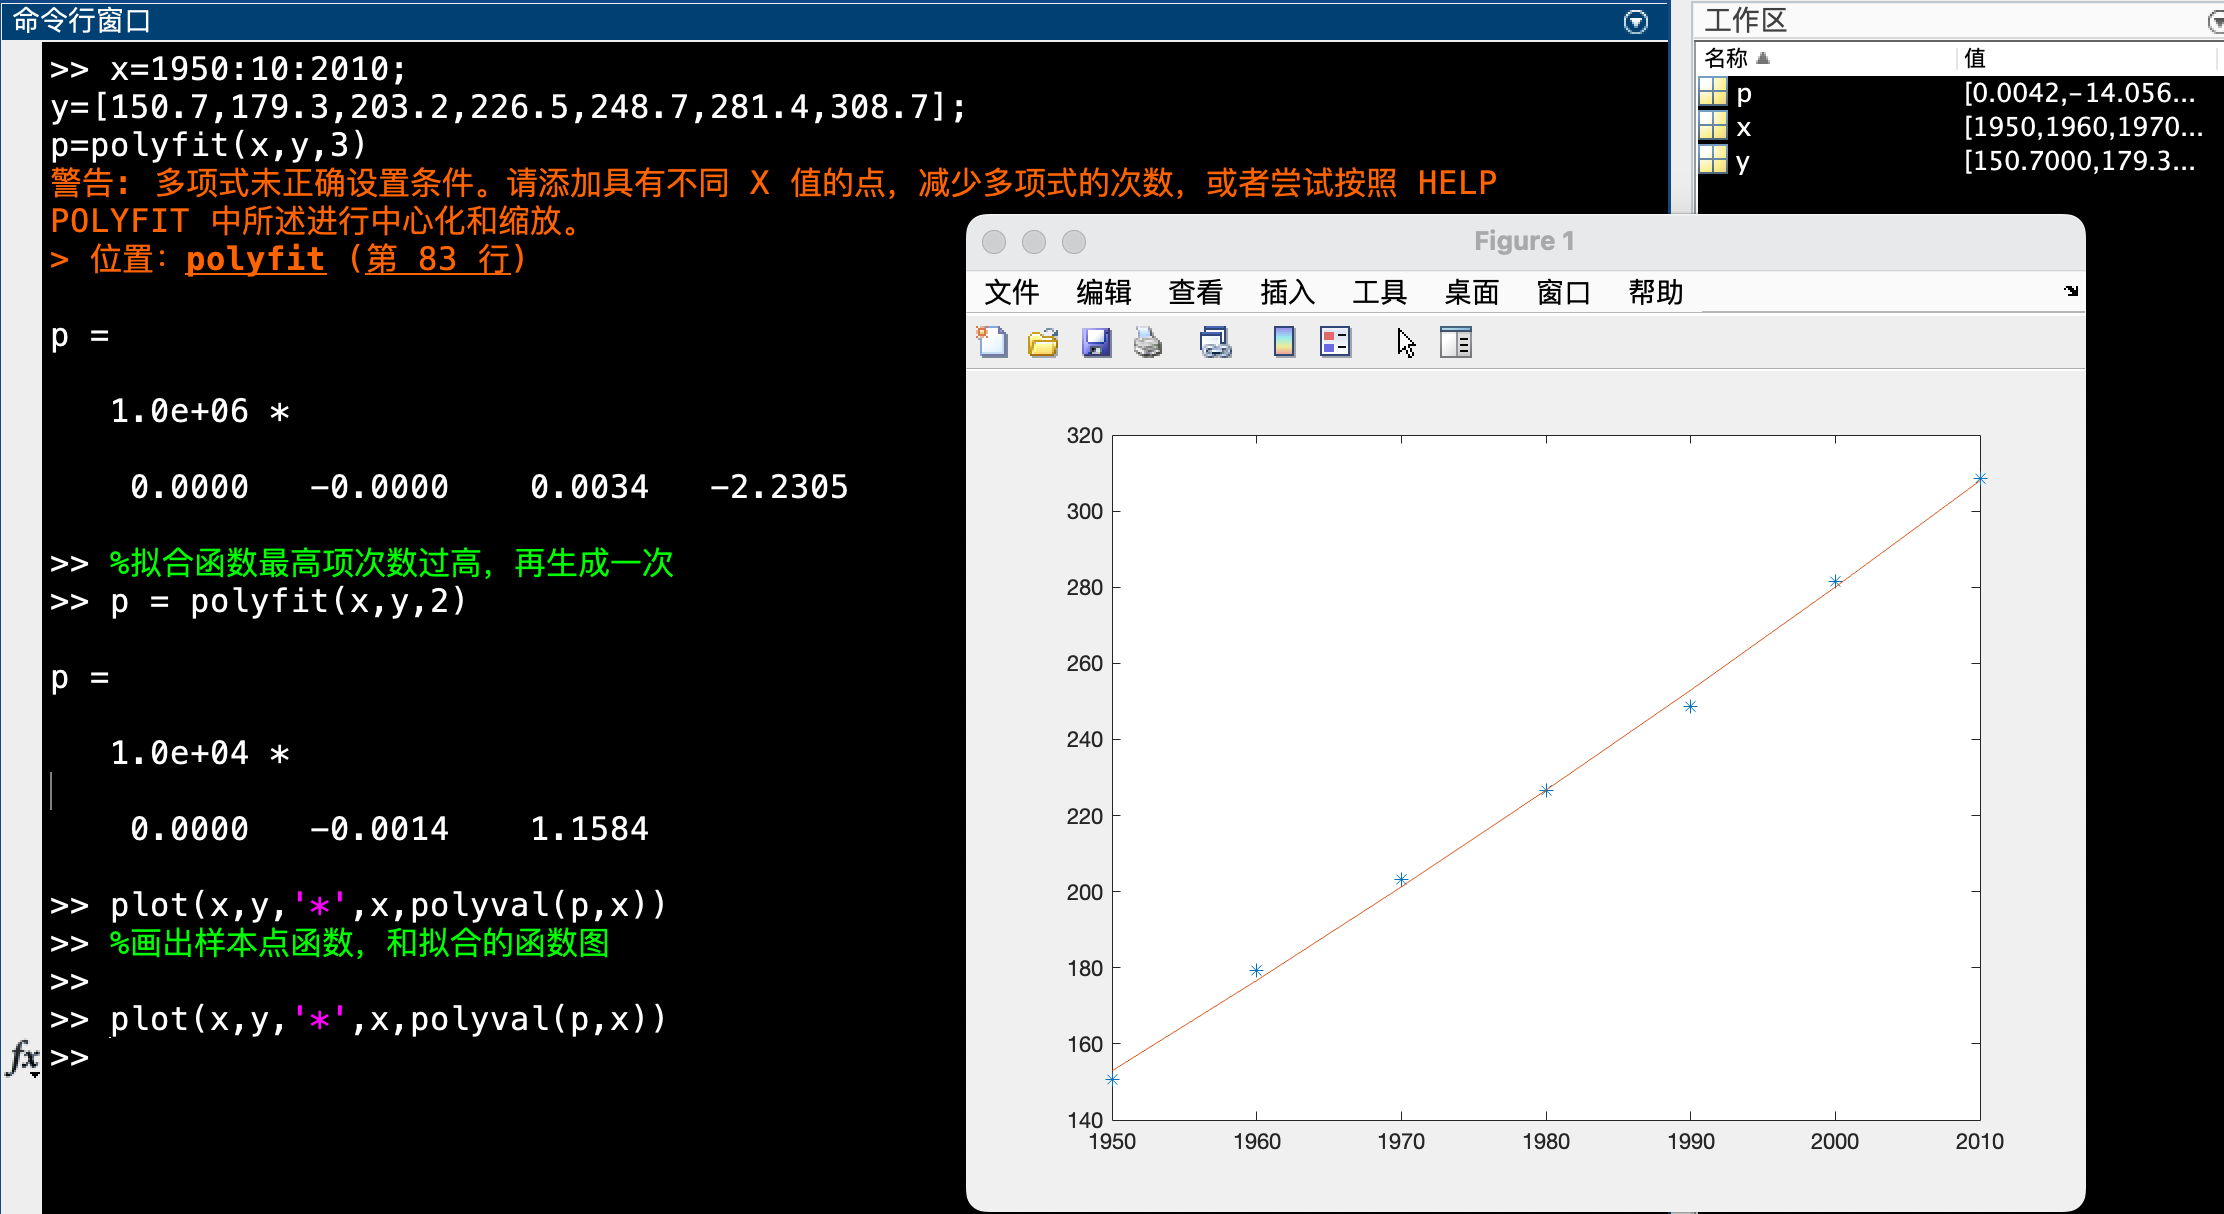 命令行窗口
>> x=1950:10:2010;
y=[150.7,179.3,203.2,226.5,248.7,281.4,308.7];
p=polyfit(x,y,3)
警告: 多项式未正确设置条件。请添加具有不同 X 值的点，减少多项式的次数，或者尝试按照 HELP
POLYFIT 中所述进行中心化和缩放。
> 位置: polyfit (第 83 行)
p =
1.0e+06 *
0.0000 -0.0000 0.0034 -2.2305
>> %拟合函数最高项次数过高，再生成一次
>> p = polyfit(x,y,2)
p =
1.0e+04 *
0.0000 -0.0014 1.1584
>> plot(x,y,'*',x,polyval(p,x))
>> %画出样本点函数，和拟合的函数图
>>
>> plot(x,y,'*',x,polyval(p,x))
>>
fx
工作区
名称 值
p [0.0042,-14.056...
x [1950,1960,1970...
y [150.7000,179.3...
Figure 1
文件 编辑 查看 插入 工具 桌面 窗口 帮助
320
300
280
260
240
220
200
180
160
140
1950 1960 1970 1980 1990 2000 2010